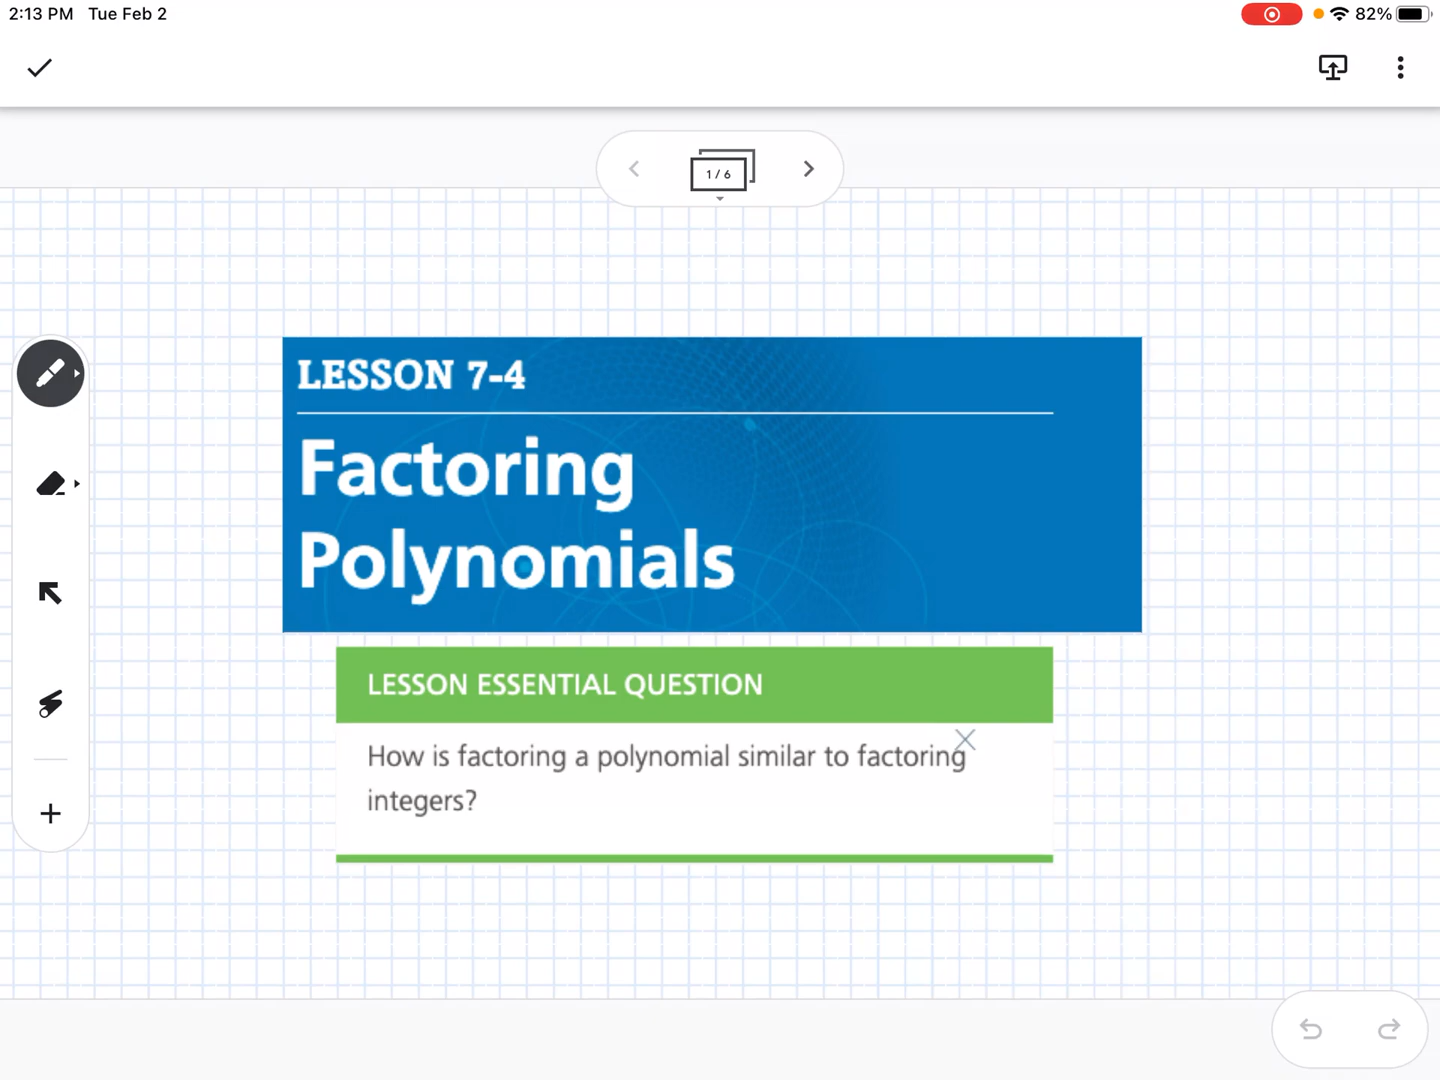 2:13 PM Tue Feb 2
82%
1 / 6
LESSON 7-4
Factoring
Polynomials
LESSON ESSENTIAL QUESTION
How is factoring a polynomial similar to factoring
integers?